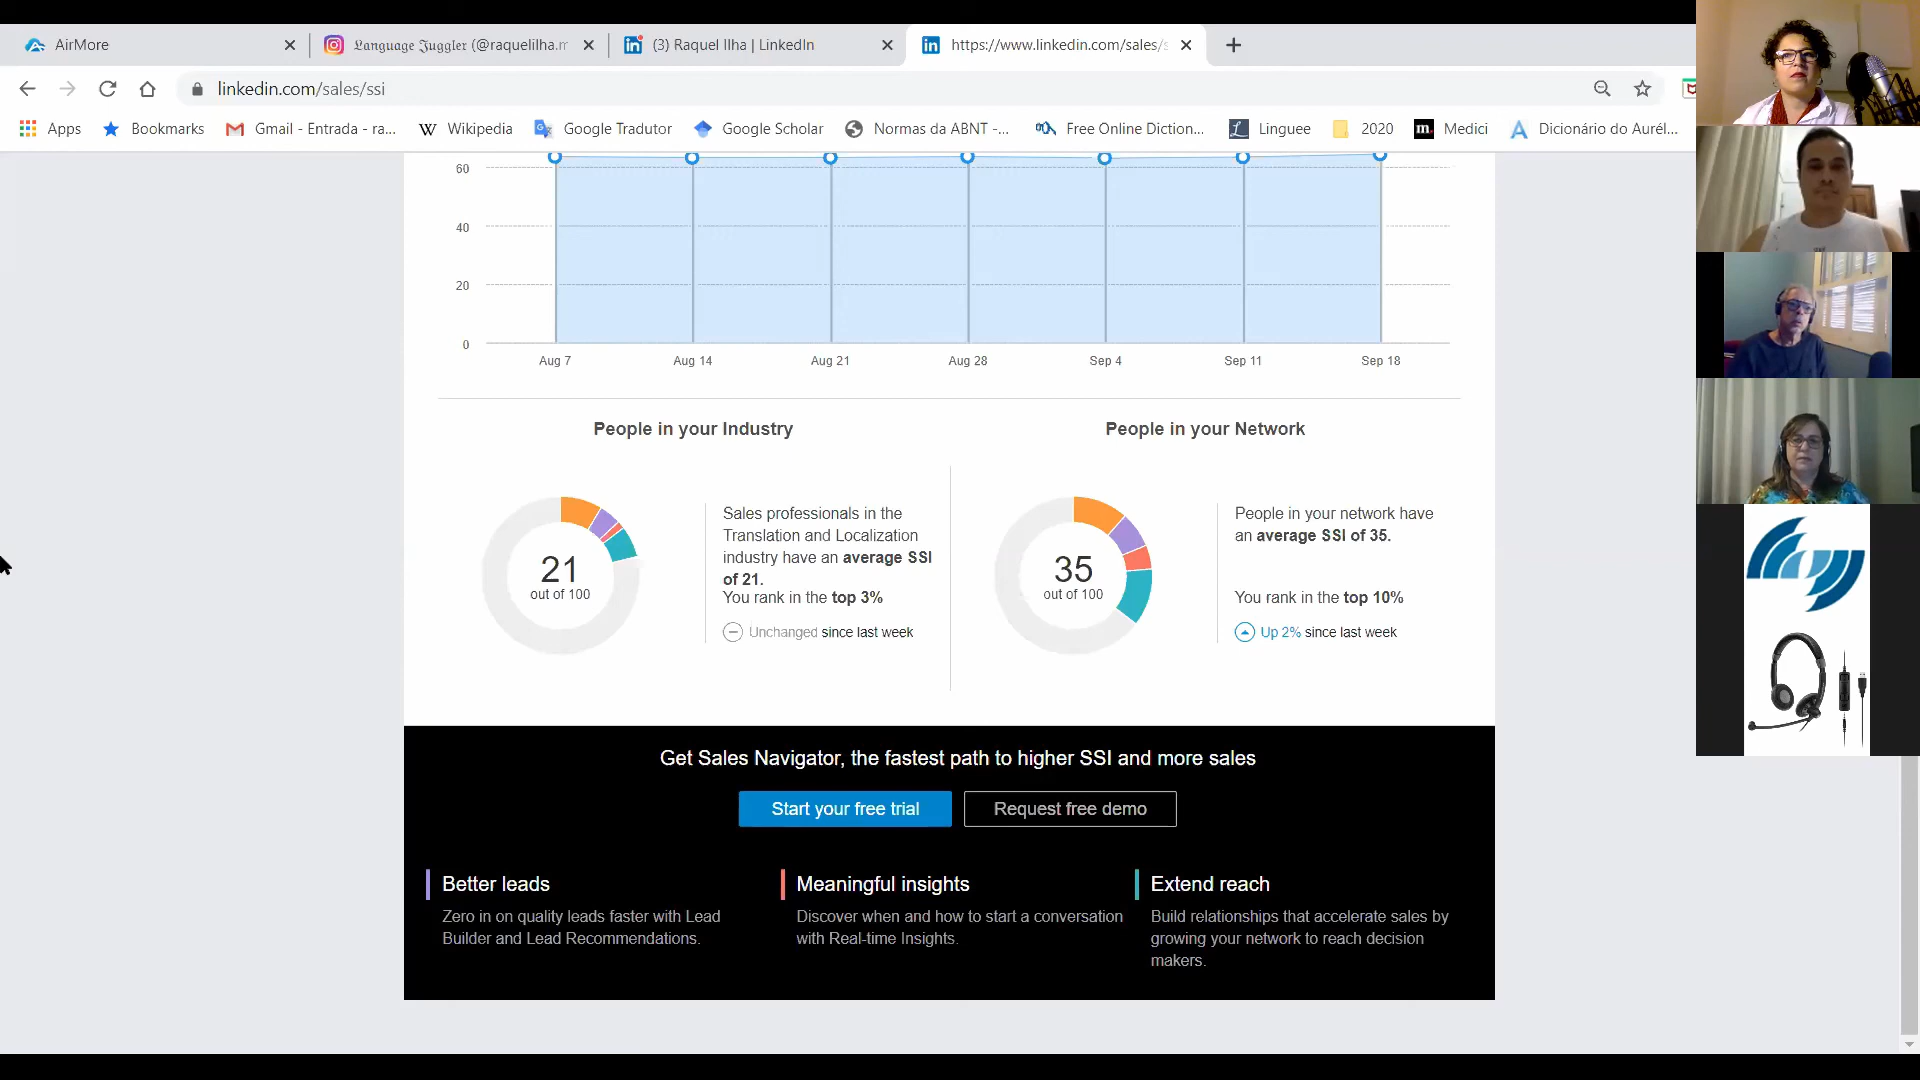 AirMore
Language Juggler (@raquelilha.m
(3) Raquel Ilha | LinkedIn
https://www.linkedin.com/sales/s
linkedin.com/sales/ssi
Apps
Bookmarks
Gmail - Entrada - ra...
Wikipedia
Google Tradutor
Google Scholar
Normas da ABNT -...
Free Online Diction...
Linguee
2020
Medici
Dicionário do Aurél...
60
40
20
0
Aug 7
Aug 14
Aug 21
Aug 28
Sep 4
Sep 11
Sep 18
People in your Industry
21
out of 100
Sales professionals in the
Translation and Localization
industry have an average SSI
of 21.
You rank in the top 3%
Unchanged since last week
People in your Network
35
out of 100
People in your network have
an average SSI of 35.
You rank in the top 10%
Up 2% since last week
Get Sales Navigator, the fastest path to higher SSI and more sales
Start your free trial
Request free demo
Better leads
Zero in on quality leads faster with Lead
Builder and Lead Recommendations.
Meaningful insights
Discover when and how to start a conversation
with Real-time Insights.
Extend reach
Build relationships that accelerate sales by
growing your network to reach decision
makers.